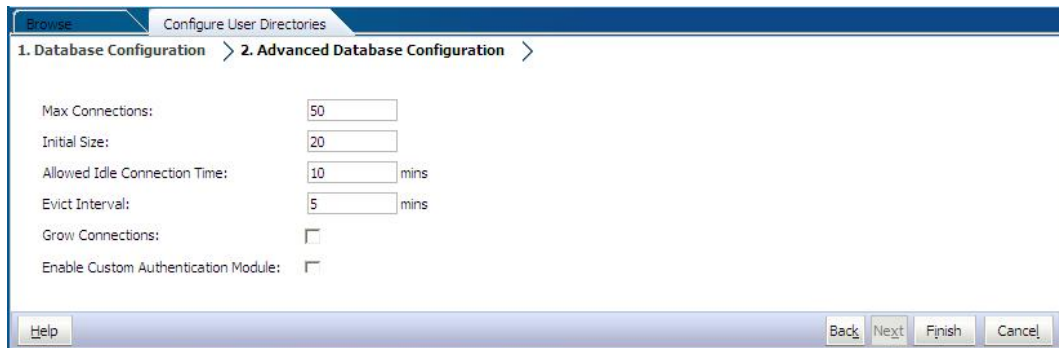 Browse Configure User Directories
1. Database Configuration > 2. Advanced Database Configuration >
Max Connections: 50
Initial Size: 20
Allowed Idle Connection Time: 10 mins
Evict Interval: 5 mins
Grow Connections:
Enable Custom Authentication Module:
Help Back Next Finish Cancel